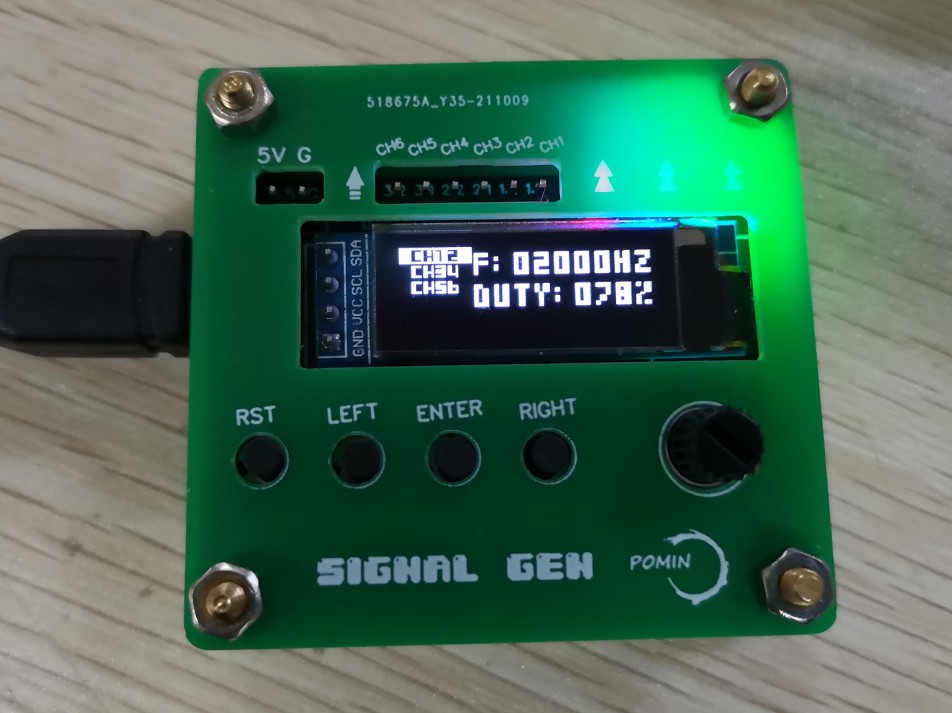 518675A_Y35-211009
5V G
CH6 CH5 CH4 CH3 CH2 CH1
GND VCC SCL SDA
CH12
CH34
CH56
F: 02000HZ
DUTY: 078%
RST LEFT ENTER RIGHT
SIGNAL GEN
POMIN